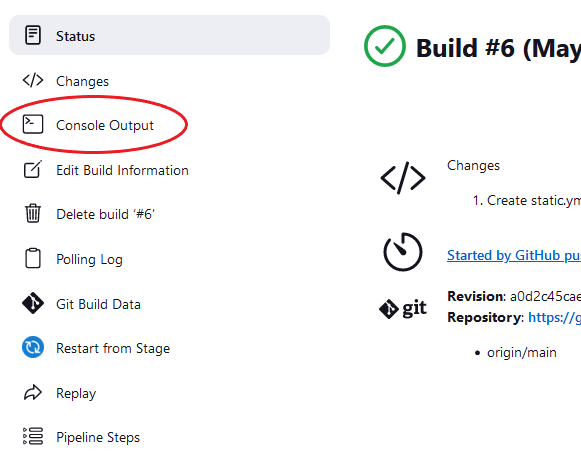 Status
Changes
Console Output
Edit Build Information
Delete build ‘#6’
Polling Log
Git Build Data
Restart from Stage
Replay
Pipeline Steps
Build #6 (May
Changes
1. Create static.ym
Started by GitHub pu
git
Revision: a0d2c45cae
Repository: https://g
• origin/main